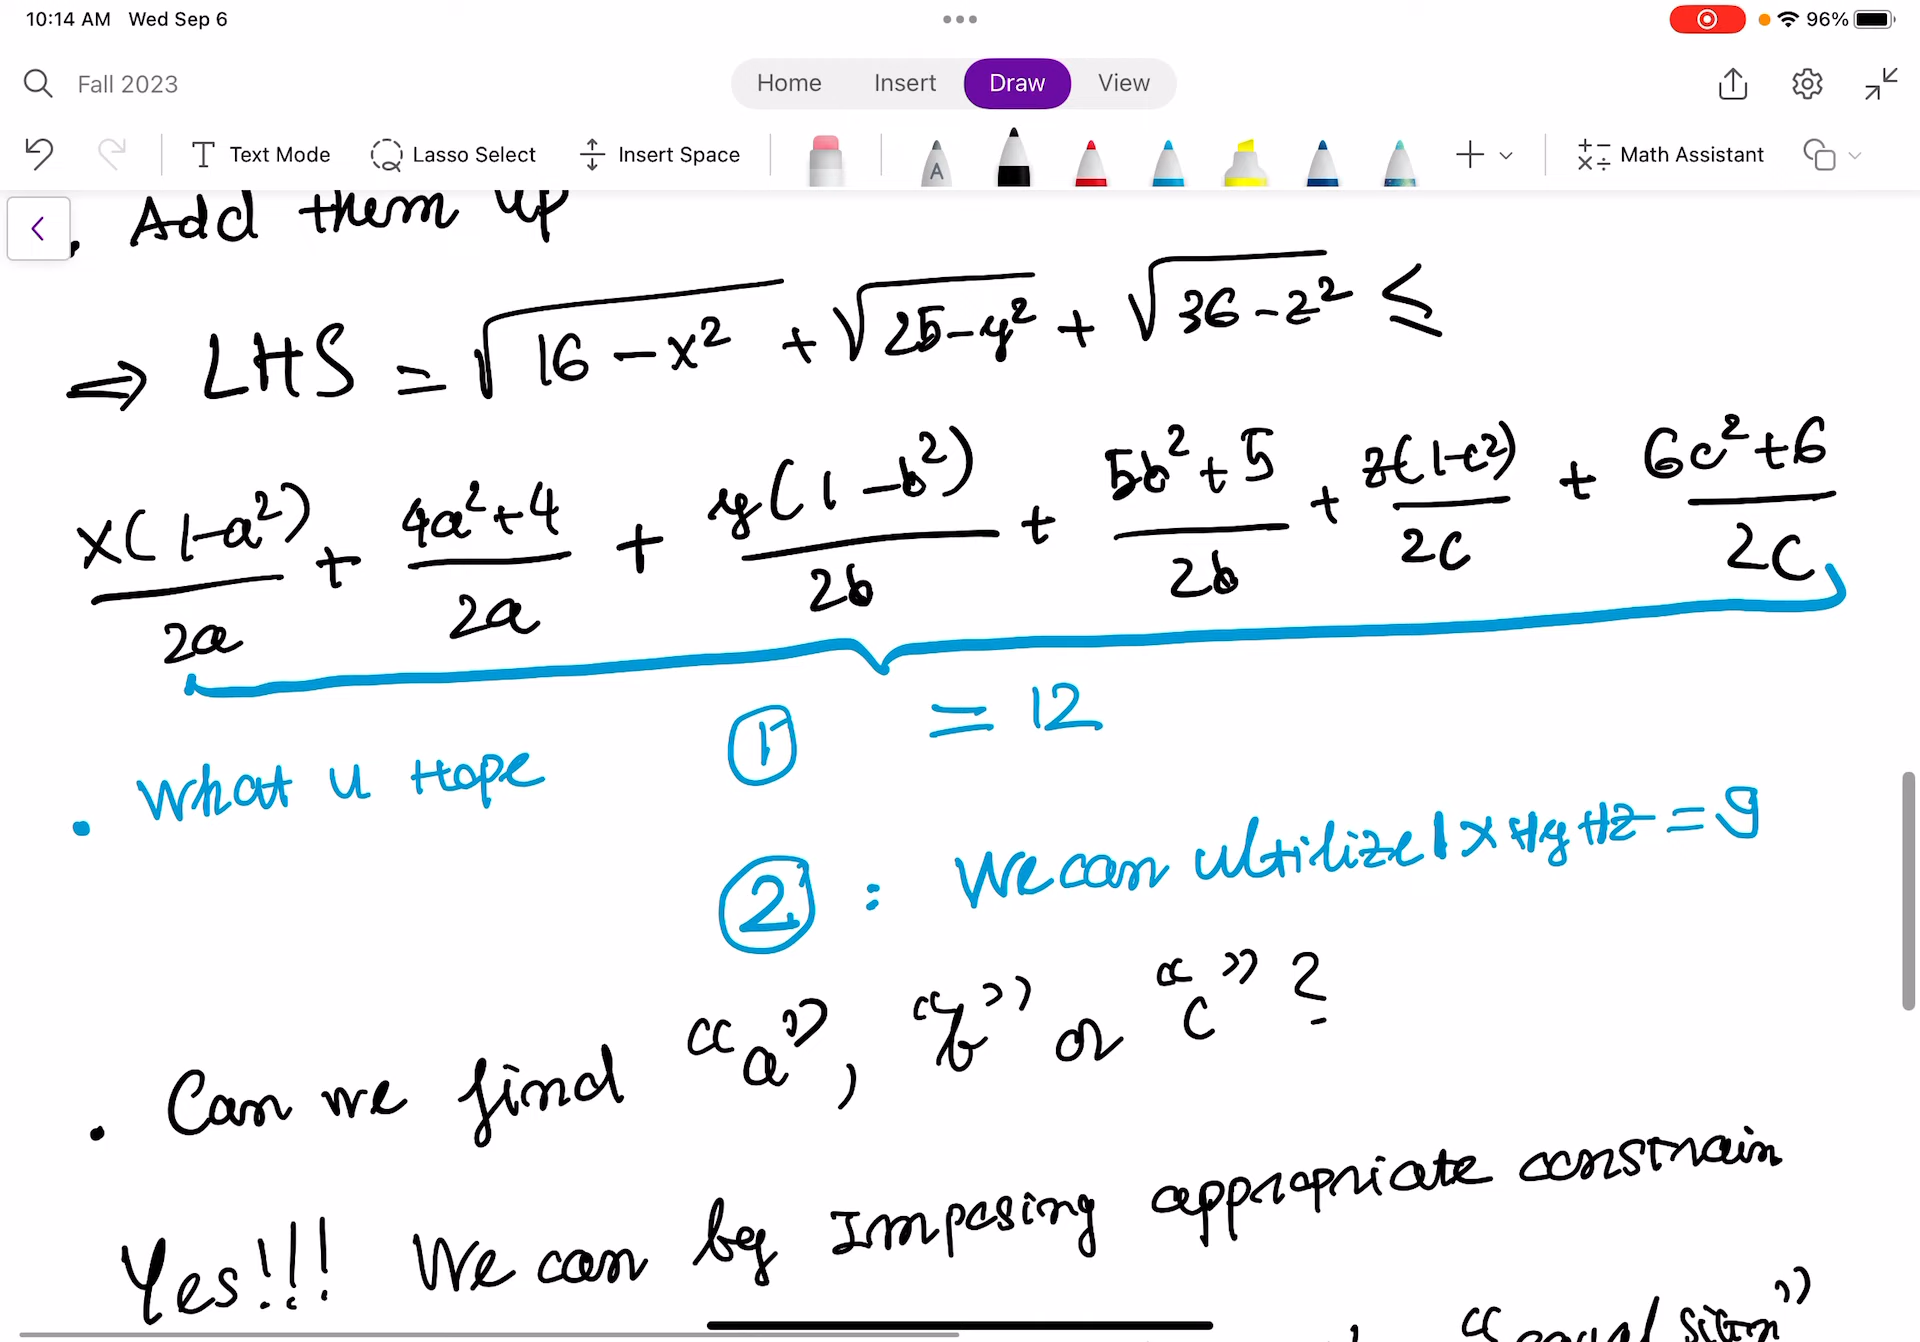 10:14 AM Wed Sep 6
96%
Fall 2023
Home Insert Draw View
Text Mode Lasso Select Insert Space A Math Assistant
. Add them up
⇒ LHS = √(16 - x²) + √(25 - y²) + √(36 - z²) ≤
x(1-a²)/2a + (4a²+4)/2a + y(1-b²)/2b + (5b²+5)/2b + z(1-c²)/2c + (6c²+6)/2c
① = 12
• What u Hope
② : We can ultilize x+y+z = 9
• Can we find "a", "b" or "c" ?
Yes!!! We can by Imposing appropriate constrain
"equal sign"